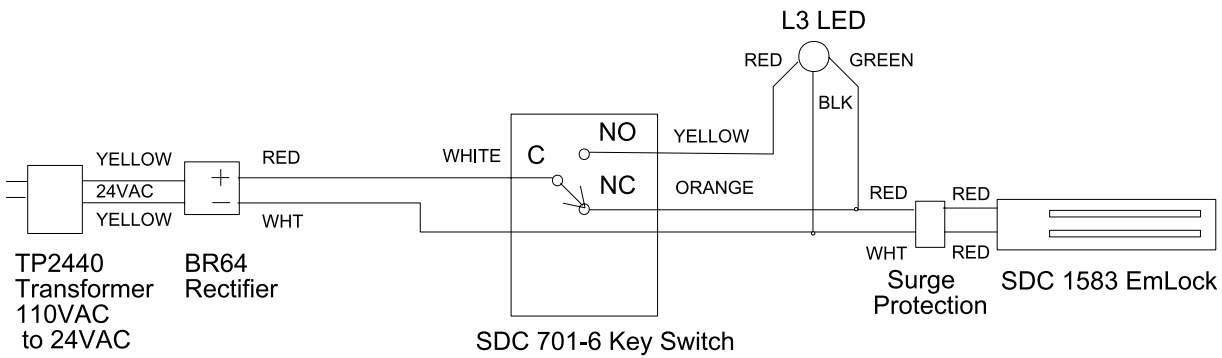 L3 LED
RED
GREEN
BLK
NO
YELLOW
YELLOW
RED
WHITE
C
24VAC
+
NC
ORANGE
RED
RED
YELLOW
−
WHT
WHT
RED
TP2440
Transformer
110VAC
to 24VAC
BR64
Rectifier
SDC 701-6 Key Switch
Surge
Protection
SDC 1583 EmLock